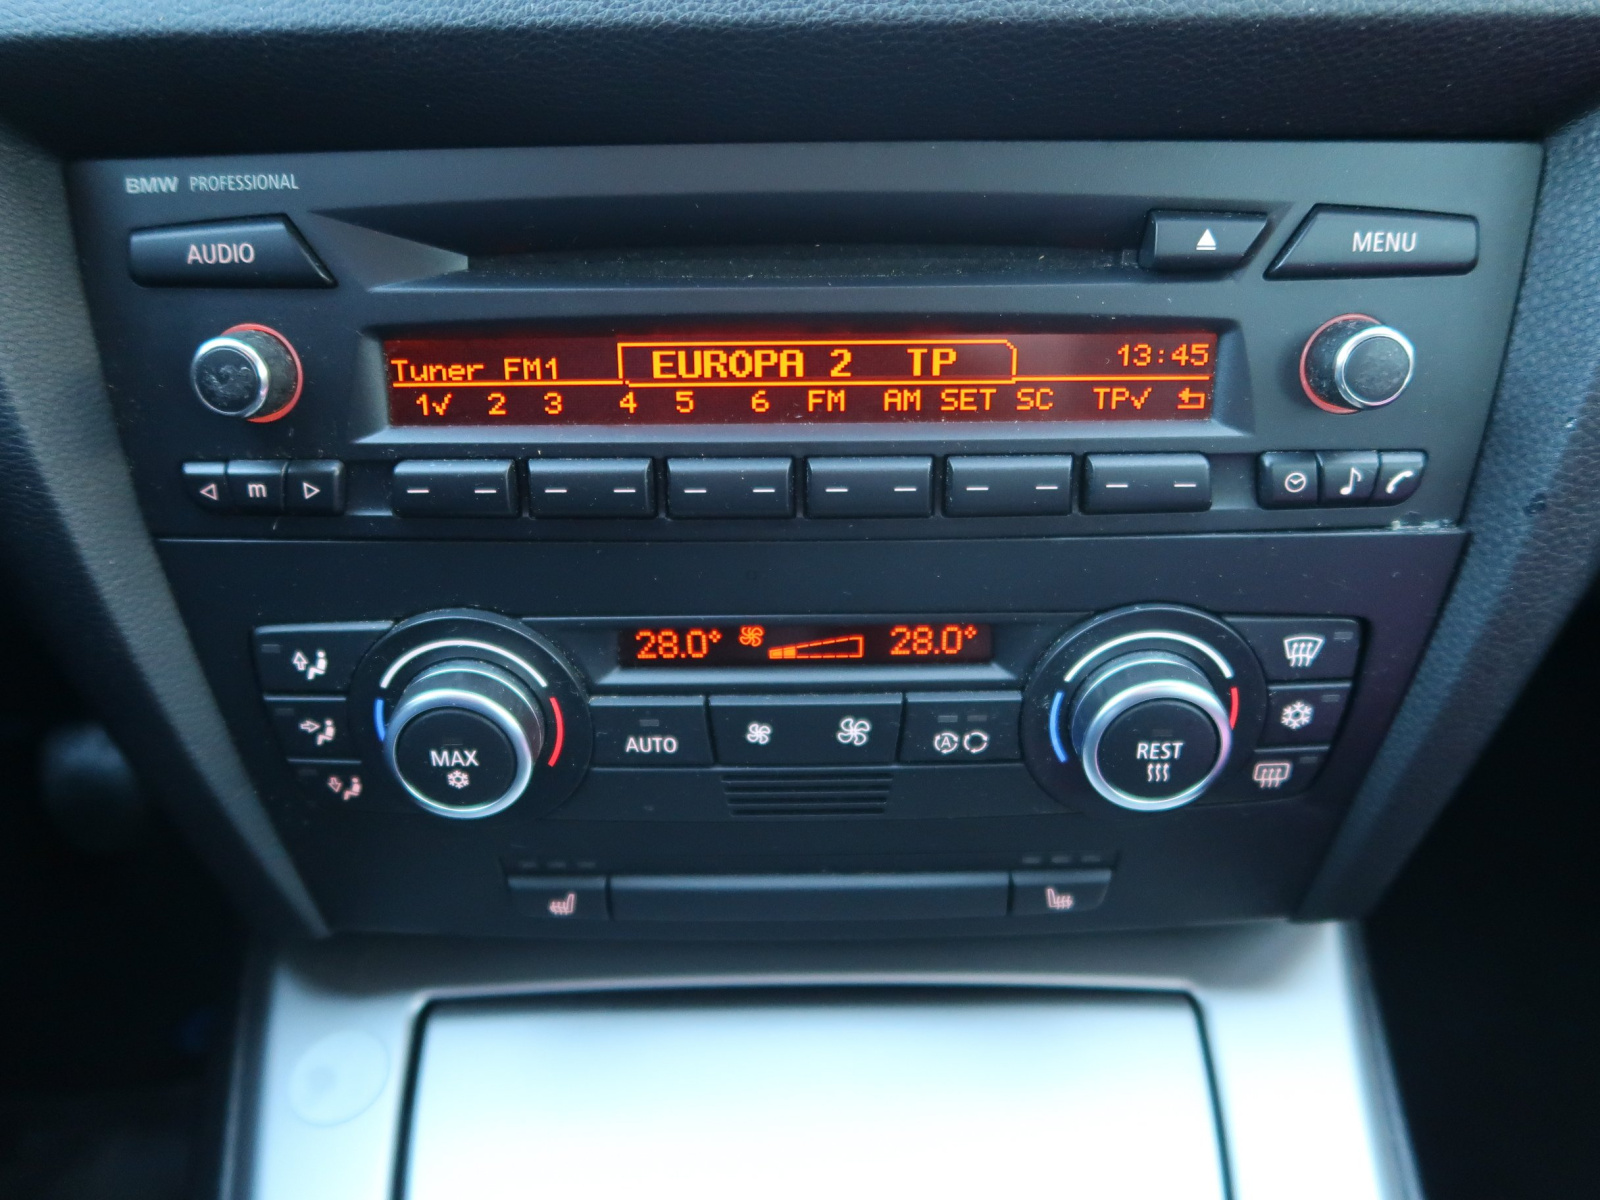 BMW PROFESSIONAL
AUDIO
MENU
Tuner FM1 EUROPA 2 TP 13:45
1✓ 2 3 4 5 6 FM AM SET SC TP✓
m
28.0° 28.0°
AUTO
A
MAX
REST